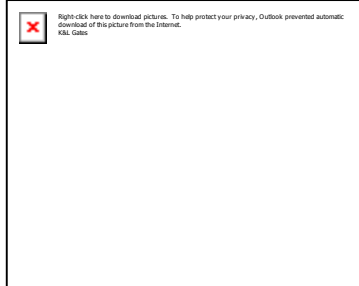 Right-click here to download pictures. To help protect your privacy, Outlook prevented automatic
download of this picture from the Internet.
K&L Gates